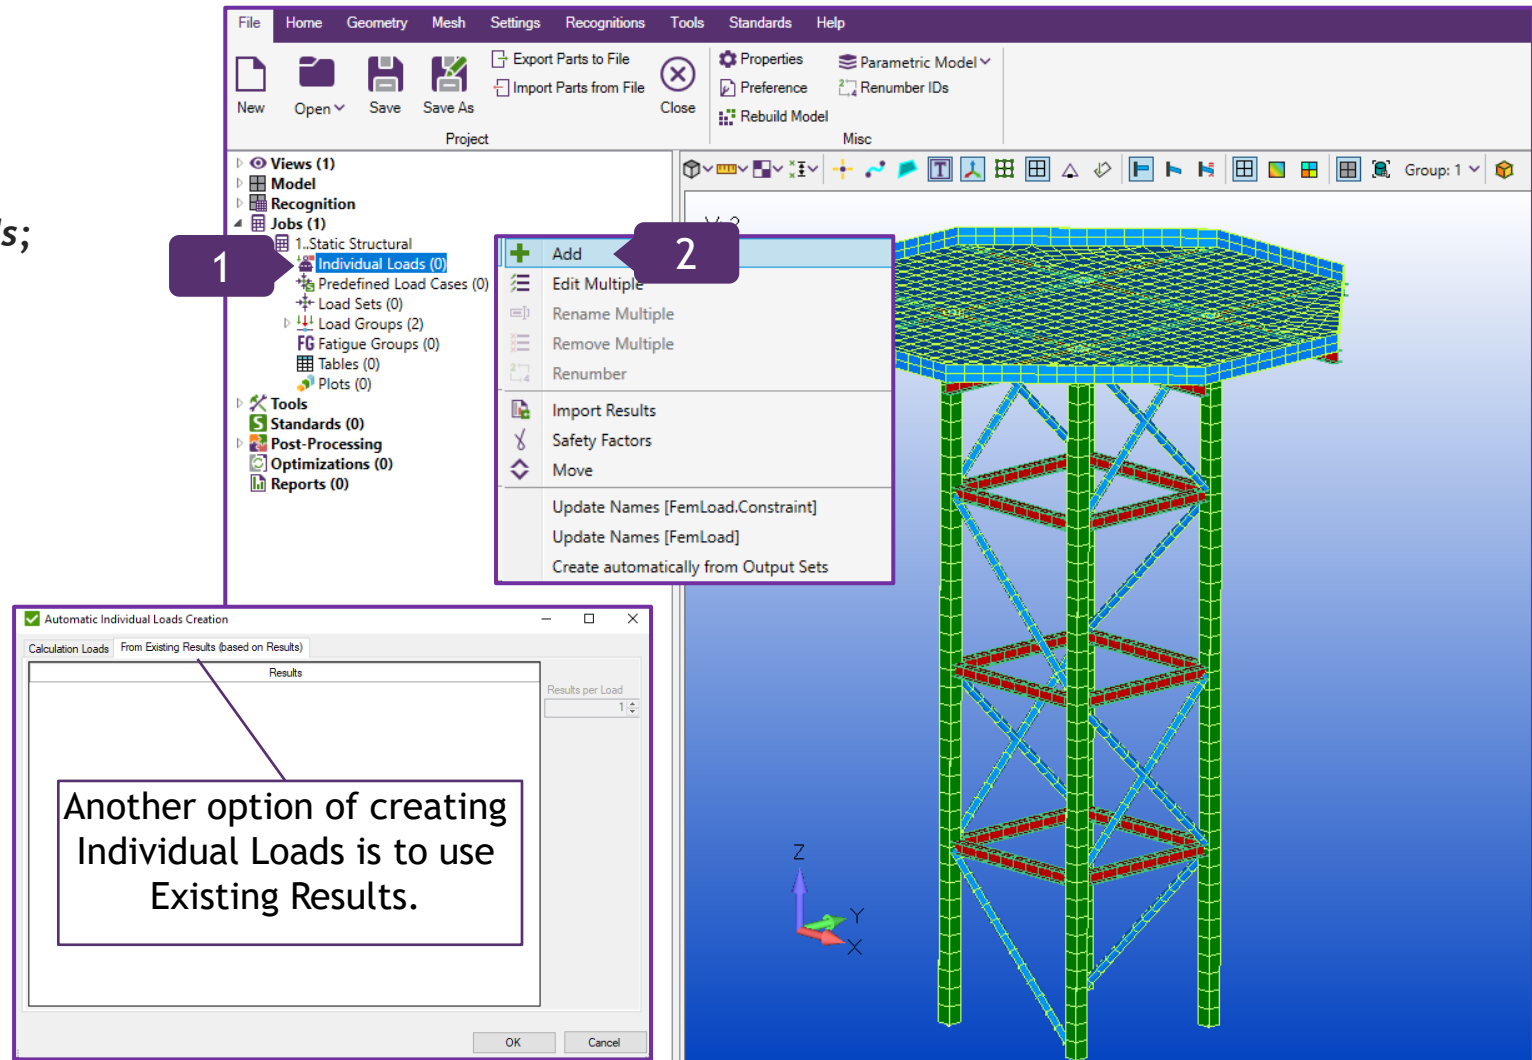 File Home Geometry Mesh Settings Recognitions Tools Standards Help
New
Open
Save
Save As
Export Parts to File
Import Parts from File
Close
Project
Properties
Preference
Rebuild Model
Parametric Model
Renumber IDs
Misc
s;
Views (1)
Model
Recognition
Jobs (1)
1..Static Structural
Individual Loads (0)
Predefined Load Cases (0)
Load Sets (0)
Load Groups (2)
FG Fatigue Groups (0)
Tables (0)
Plots (0)
Tools
S Standards (0)
Post-Processing
Optimizations (0)
Reports (0)
1
2
Add
Edit Multiple
Rename Multiple
Remove Multiple
Renumber
Import Results
Safety Factors
Move
Update Names [FemLoad.Constraint]
Update Names [FemLoad]
Create automatically from Output Sets
T
Group: 1
Z
Y
X
Automatic Individual Loads Creation
Calculation Loads From Existing Results (based on Results)
Results
Results per Load
1
Another option of creating
Individual Loads is to use
Existing Results.
OK Cancel